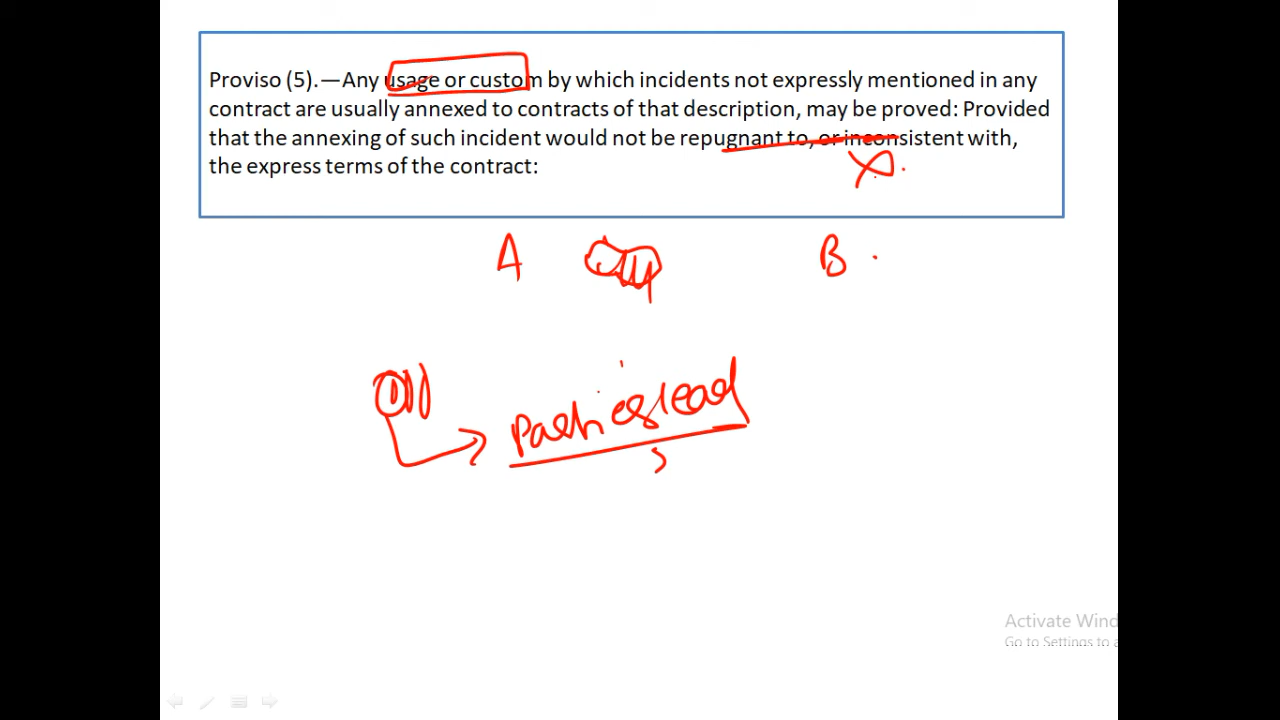 Proviso (5).—Any usage or custom by which incidents not expressly mentioned in any
contract are usually annexed to contracts of that description, may be proved: Provided
that the annexing of such incident would not be repugnant to, or inconsistent with,
the express terms of the contract:
A B
Activate Wind
Go to Settings to a